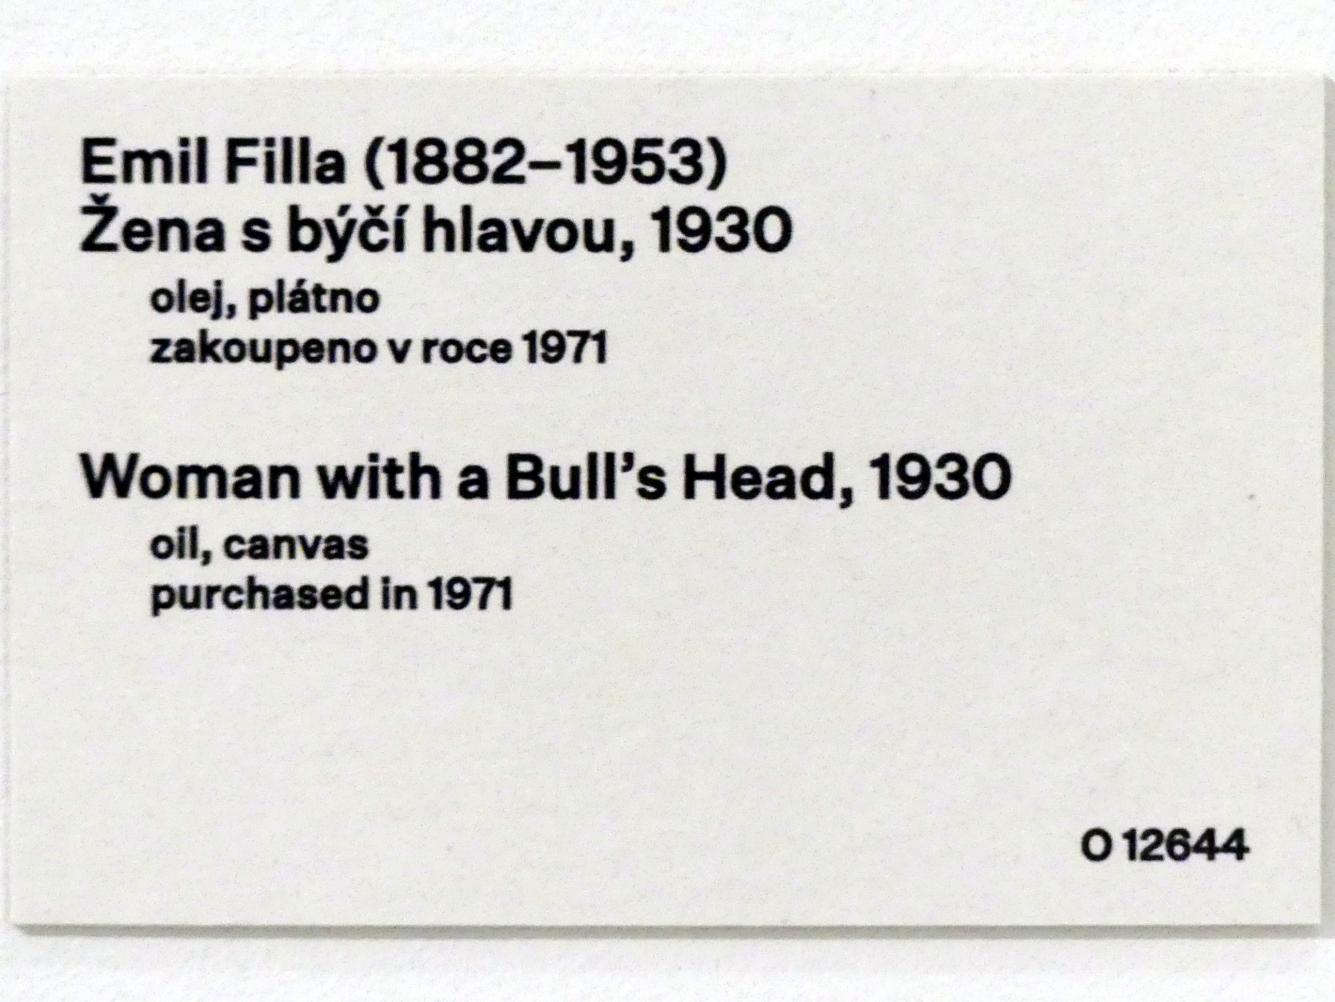 Emil Filla (1882–1953)
Žena s býčí hlavou, 1930
olej, plátno
zakoupeno v roce 1971
Woman with a Bull’s Head, 1930
oil, canvas
purchased in 1971
O 12644